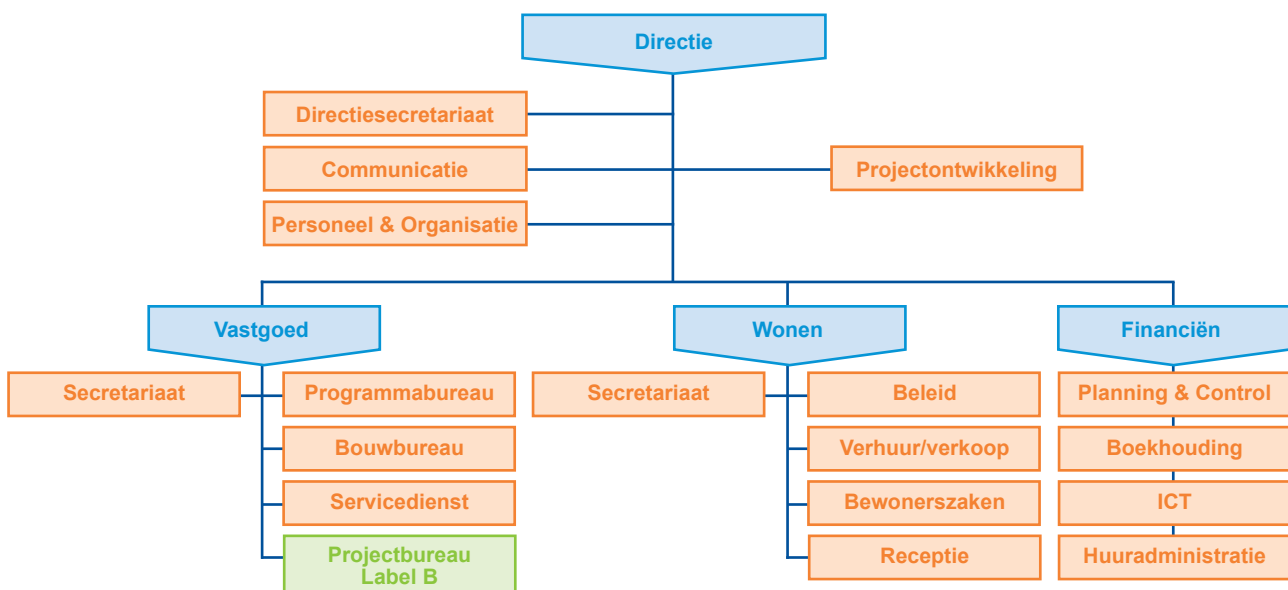 Directie
Directiesecretariaat
Communicatie
Projectontwikkeling
Personeel & Organisatie
Vastgoed
Wonen
Financiën
Secretariaat
Programmabureau
Secretariaat
Beleid
Planning & Control
Bouwbureau
Verhuur/verkoop
Boekhouding
Servicedienst
Bewonerszaken
ICT
Projectbureau
Label B
Receptie
Huuradministratie